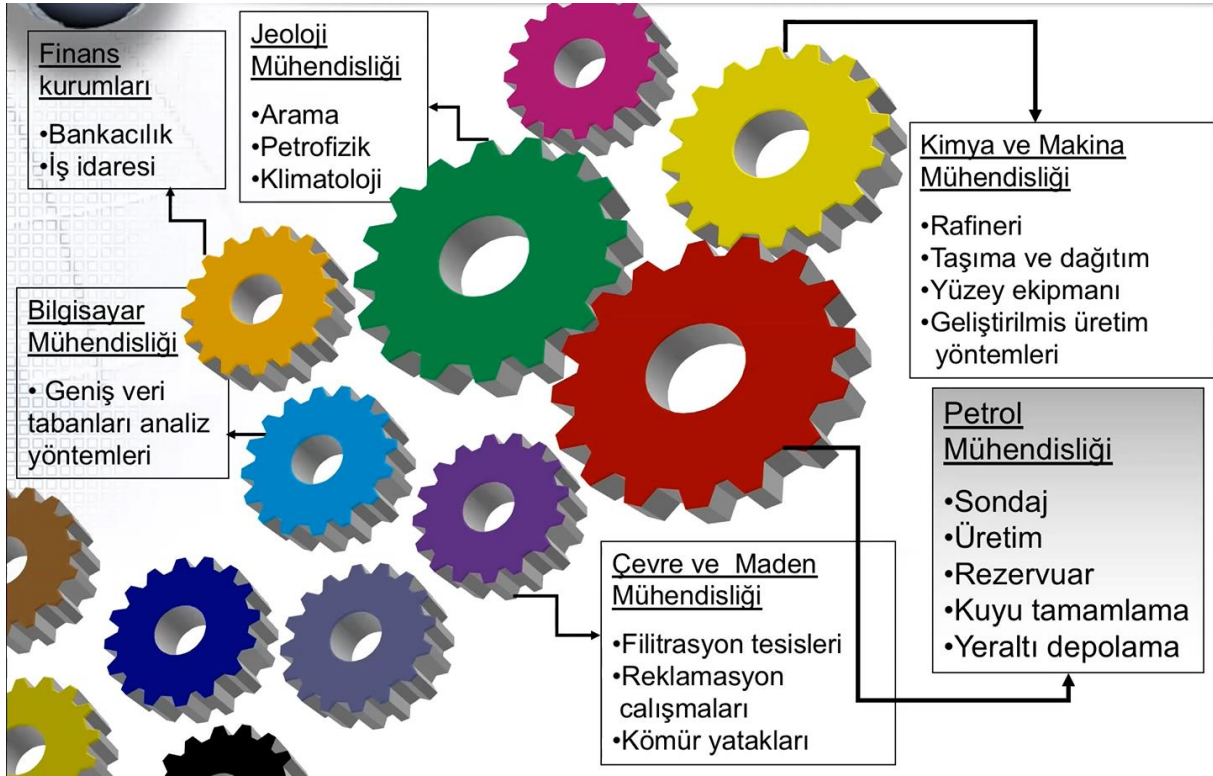 Finans
kurumları
•Bankacılık
•İş idaresi
Jeoloji
Mühendisliği
•Arama
•Petrofizik
•Klimatoloji
Kimya ve Makina
Mühendisliği
•Rafineri
•Taşıma ve dağıtım
•Yüzey ekipmanı
•Geliştirilmis üretim
yöntemleri
Bilgisayar
Mühendisliği
• Geniş veri
tabanları analiz
yöntemleri
Petrol
Mühendisliği
•Sondaj
•Üretim
•Rezervuar
•Kuyu tamamlama
•Yeraltı depolama
Çevre ve Maden
Mühendisliği
•Filitrasyon tesisleri
•Reklamasyon
calışmaları
•Kömür yatakları